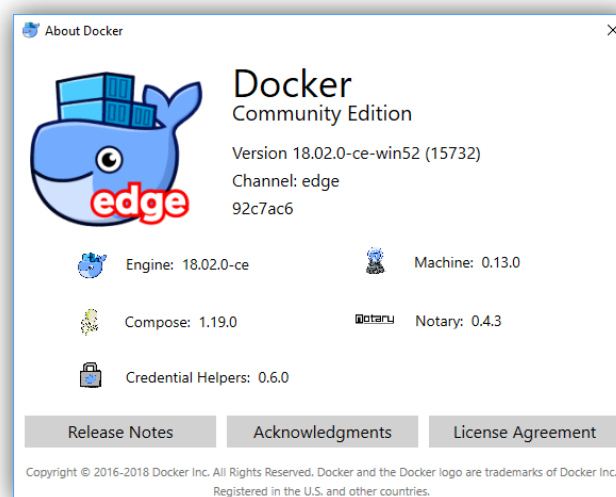 About Docker
Docker
Community Edition
Version 18.02.0-ce-win52 (15732)
Channel: edge
92c7ac6
edge
Engine: 18.02.0-ce
Machine: 0.13.0
Compose: 1.19.0
notary
Notary: 0.4.3
Credential Helpers: 0.6.0
Release Notes
Acknowledgments
License Agreement
Copyright © 2016-2018 Docker Inc. All Rights Reserved. Docker and the Docker logo are trademarks of Docker Inc.
Registered in the U.S. and other countries.